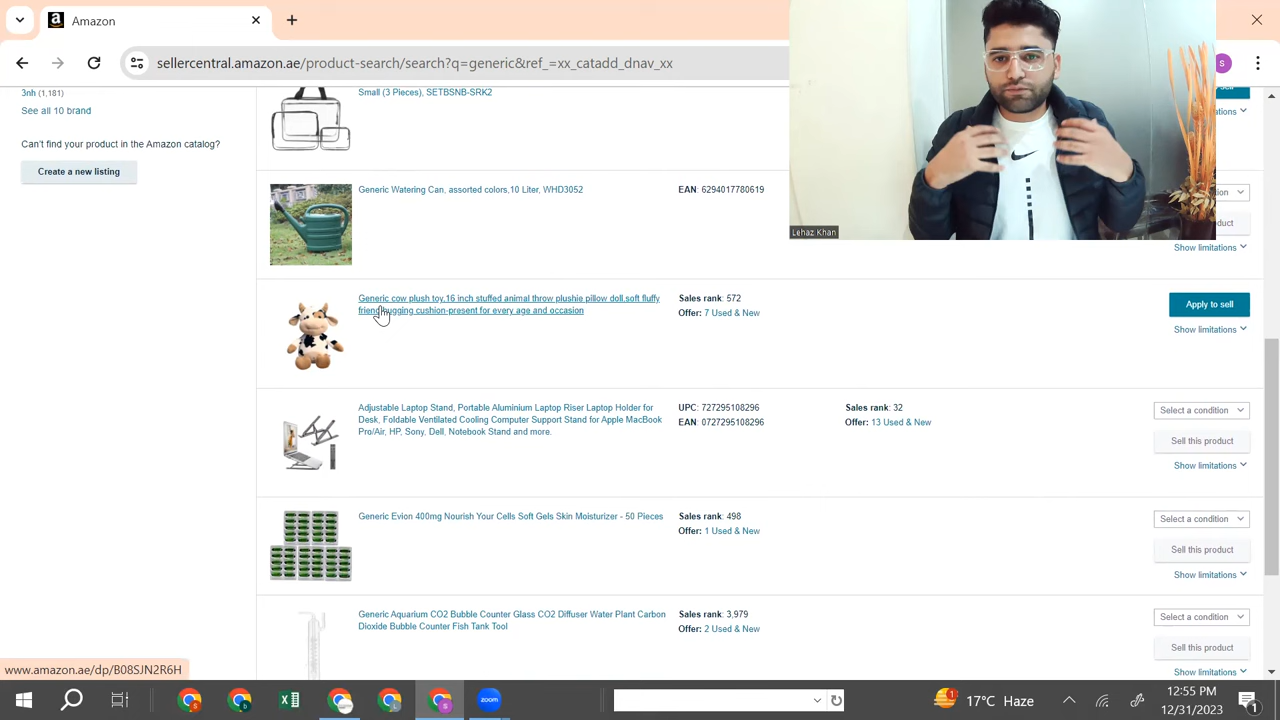 Amazon
sellercentral.amazon.ae/product-search/search?q=generic&ref_=xx_catadd_dnav_xx
S
3nh (1,181)
See all 10 brand
Can't find your product in the Amazon catalog?
Create a new listing
Small (3 Pieces), SETBSNB-SRK2
Generic Watering Can, assorted colors,10 Liter, WHD3052
EAN: 6294017780619
Show limitations
Lehaz Khan
Generic cow plush toy,16 inch stuffed animal throw plushie pillow doll,soft fluffy
friend hugging cushion-present for every age and occasion
Sales rank: 572
Offer: 7 Used & New
Apply to sell
Show limitations
Adjustable Laptop Stand, Portable Aluminium Laptop Riser Laptop Holder for
Desk, Foldable Ventilated Cooling Computer Support Stand for Apple MacBook
Pro/Air, HP, Sony, Dell, Notebook Stand and more.
UPC: 727295108296
EAN: 0727295108296
Sales rank: 32
Offer: 13 Used & New
Select a condition
Sell this product
Show limitations
Generic Evion 400mg Nourish Your Cells Soft Gels Skin Moisturizer - 50 Pieces
Sales rank: 498
Offer: 1 Used & New
Select a condition
Sell this product
Show limitations
Generic Aquarium CO2 Bubble Counter Glass CO2 Diffuser Water Plant Carbon
Dioxide Bubble Counter Fish Tank Tool
Sales rank: 3,979
Offer: 2 Used & New
Select a condition
Sell this product
Show limitations
www.amazon.ae/dp/B08SJN2R6H
zoom
17°C Haze
12:55 PM
12/31/2023